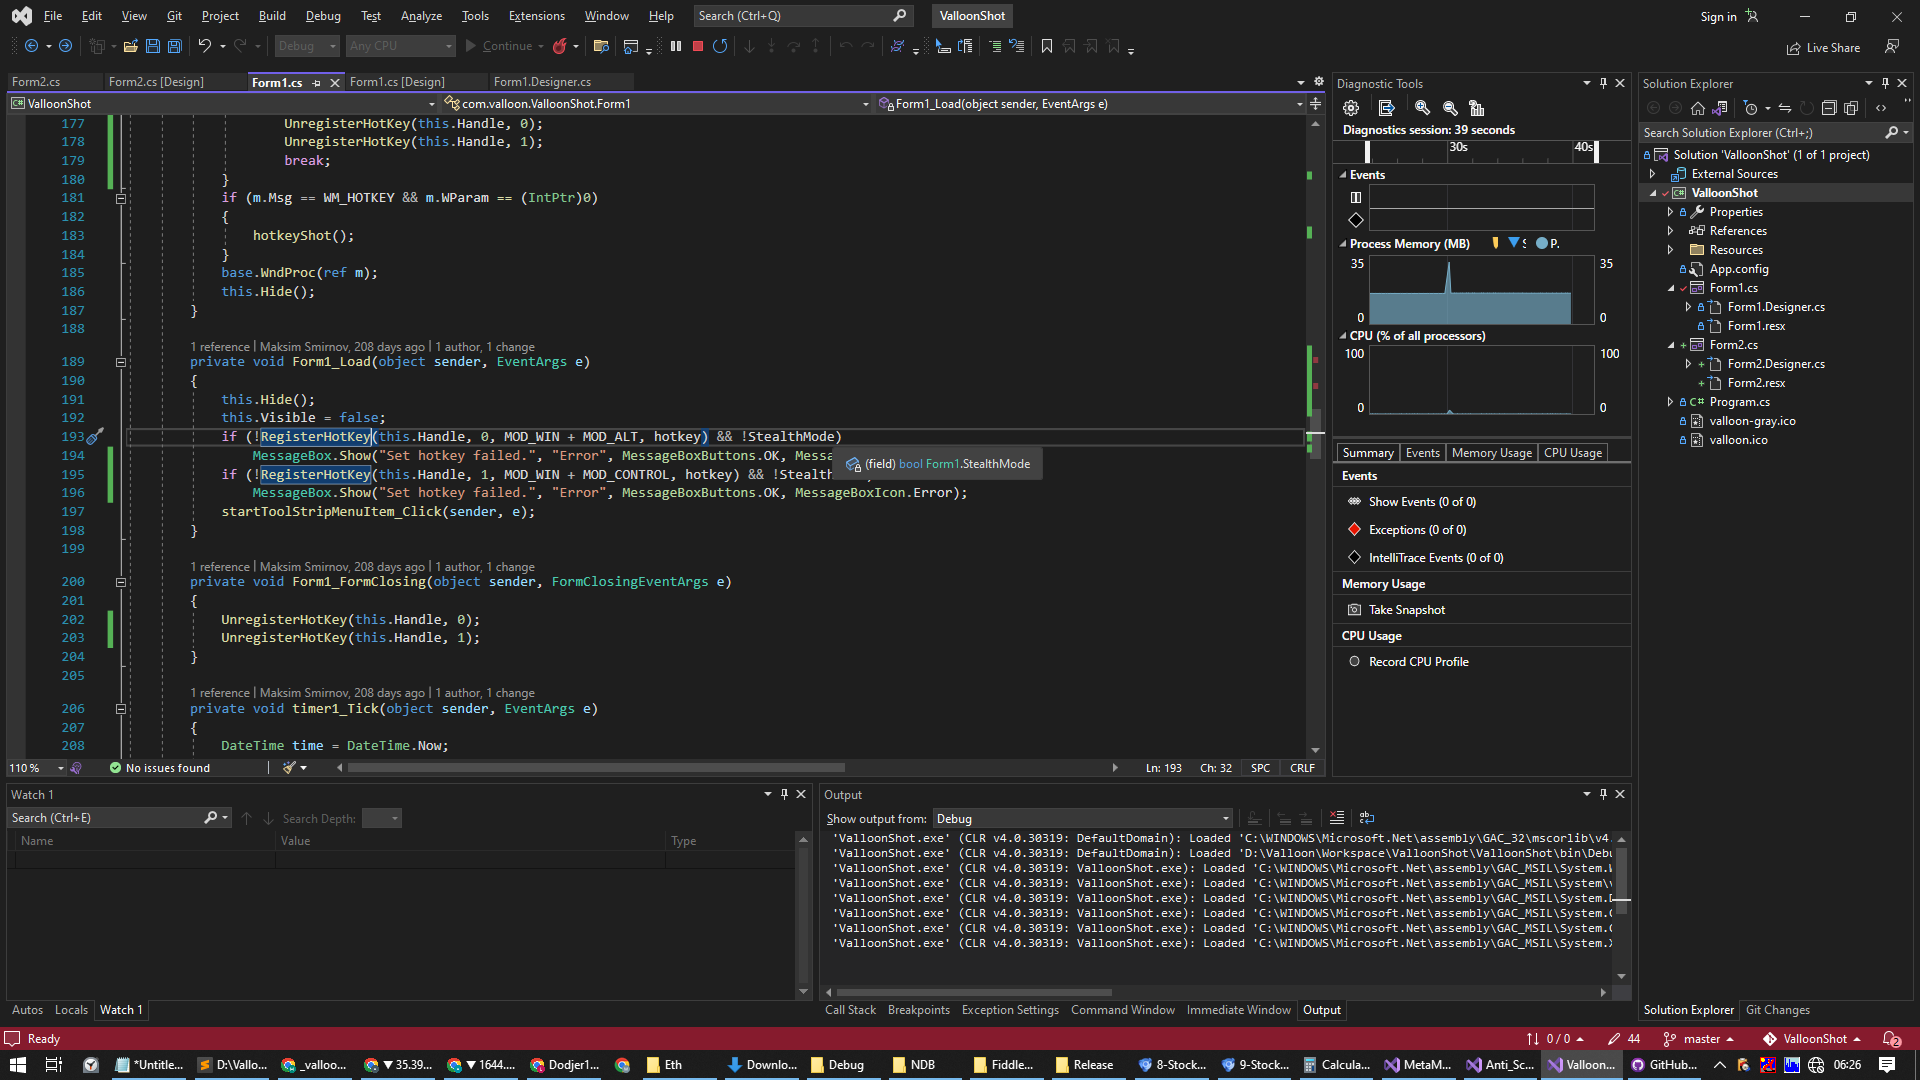 File Edit View Git Project Build Debug Test Analyze Tools Extensions Window Help Search (Ctrl+Q) ValloonShot Sign in
Debug Any CPU Continue Live Share
Form2.cs Form2.cs [Design] Form1.cs Form1.cs [Design] Form1.Designer.cs
ValloonShot com.valloon.ValloonShot.Form1 Form1_Load(object sender, EventArgs e)
177 UnregisterHotKey(this.Handle, 0);
178 UnregisterHotKey(this.Handle, 1);
179 break;
180 }
181 if (m.Msg == WM_HOTKEY && m.WParam == (IntPtr)0)
182 {
183 hotkeyShot();
184 }
185 base.WndProc(ref m);
186 this.Hide();
187 }
188
1 reference | Maksim Smirnov, 208 days ago | 1 author, 1 change
189 private void Form1_Load(object sender, EventArgs e)
190 {
191 this.Hide();
192 this.Visible = false;
193 if (!RegisterHotKey(this.Handle, 0, MOD_WIN + MOD_ALT, hotkey) && !StealthMode)
194 MessageBox.Show("Set hotkey failed.", "Error", MessageBoxButtons.OK, Messa
(field) bool Form1.StealthMode
195 if (!RegisterHotKey(this.Handle, 1, MOD_WIN + MOD_CONTROL, hotkey) && !Stealth
196 MessageBox.Show("Set hotkey failed.", "Error", MessageBoxButtons.OK, MessageBoxIcon.Error);
197 startToolStripMenuItem_Click(sender, e);
198 }
199
1 reference | Maksim Smirnov, 208 days ago | 1 author, 1 change
200 private void Form1_FormClosing(object sender, FormClosingEventArgs e)
201 {
202 UnregisterHotKey(this.Handle, 0);
203 UnregisterHotKey(this.Handle, 1);
204 }
205
1 reference | Maksim Smirnov, 208 days ago | 1 author, 1 change
206 private void timer1_Tick(object sender, EventArgs e)
207 {
208 DateTime time = DateTime.Now;
110 % No issues found Ln: 193 Ch: 32 SPC CRLF
Diagnostic Tools
Diagnostics session: 39 seconds
30s 40s
Events
Process Memory (MB) S P.
35 35
0 0
CPU (% of all processors)
100 100
0 0
Summary Events Memory Usage CPU Usage
Events
Show Events (0 of 0)
Exceptions (0 of 0)
IntelliTrace Events (0 of 0)
Memory Usage
Take Snapshot
CPU Usage
Record CPU Profile
Solution Explorer
Search Solution Explorer (Ctrl+;)
Solution 'ValloonShot' (1 of 1 project)
External Sources
ValloonShot
Properties
References
Resources
App.config
Form1.cs
Form1.Designer.cs
Form1.resx
Form2.cs
Form2.Designer.cs
Form2.resx
Program.cs
valloon-gray.ico
valloon.ico
Watch 1
Search (Ctrl+E) Search Depth:
Name Value Type
Autos Locals Watch 1
Output
Show output from: Debug
'ValloonShot.exe' (CLR v4.0.30319: DefaultDomain): Loaded 'C:\WINDOWS\Microsoft.Net\assembly\GAC_32\mscorlib\v4.
'ValloonShot.exe' (CLR v4.0.30319: DefaultDomain): Loaded 'D:\Valloon\Workspace\ValloonShot\ValloonShot\bin\Debu
'ValloonShot.exe' (CLR v4.0.30319: ValloonShot.exe): Loaded 'C:\WINDOWS\Microsoft.Net\assembly\GAC_MSIL\System.W
'ValloonShot.exe' (CLR v4.0.30319: ValloonShot.exe): Loaded 'C:\WINDOWS\Microsoft.Net\assembly\GAC_MSIL\System\v
'ValloonShot.exe' (CLR v4.0.30319: ValloonShot.exe): Loaded 'C:\WINDOWS\Microsoft.Net\assembly\GAC_MSIL\System.D
'ValloonShot.exe' (CLR v4.0.30319: ValloonShot.exe): Loaded 'C:\WINDOWS\Microsoft.Net\assembly\GAC_MSIL\System.C
'ValloonShot.exe' (CLR v4.0.30319: ValloonShot.exe): Loaded 'C:\WINDOWS\Microsoft.Net\assembly\GAC_MSIL\System.C
'ValloonShot.exe' (CLR v4.0.30319: ValloonShot.exe): Loaded 'C:\WINDOWS\Microsoft.Net\assembly\GAC_MSIL\System.X
Call Stack Breakpoints Exception Settings Command Window Immediate Window Output
Solution Explorer Git Changes
Ready 0 / 0 44 master ValloonShot 2
*Untitle... D:\Vallo... _valloo... ▼ 35.39... ▼ 1644.... Dodjer1... Eth Downlo... Debug NDB Fiddle... Release 8-Stock... 9-Stock... Calcula... MetaM... Anti_Sc... Valloon... GitHub... 06:26